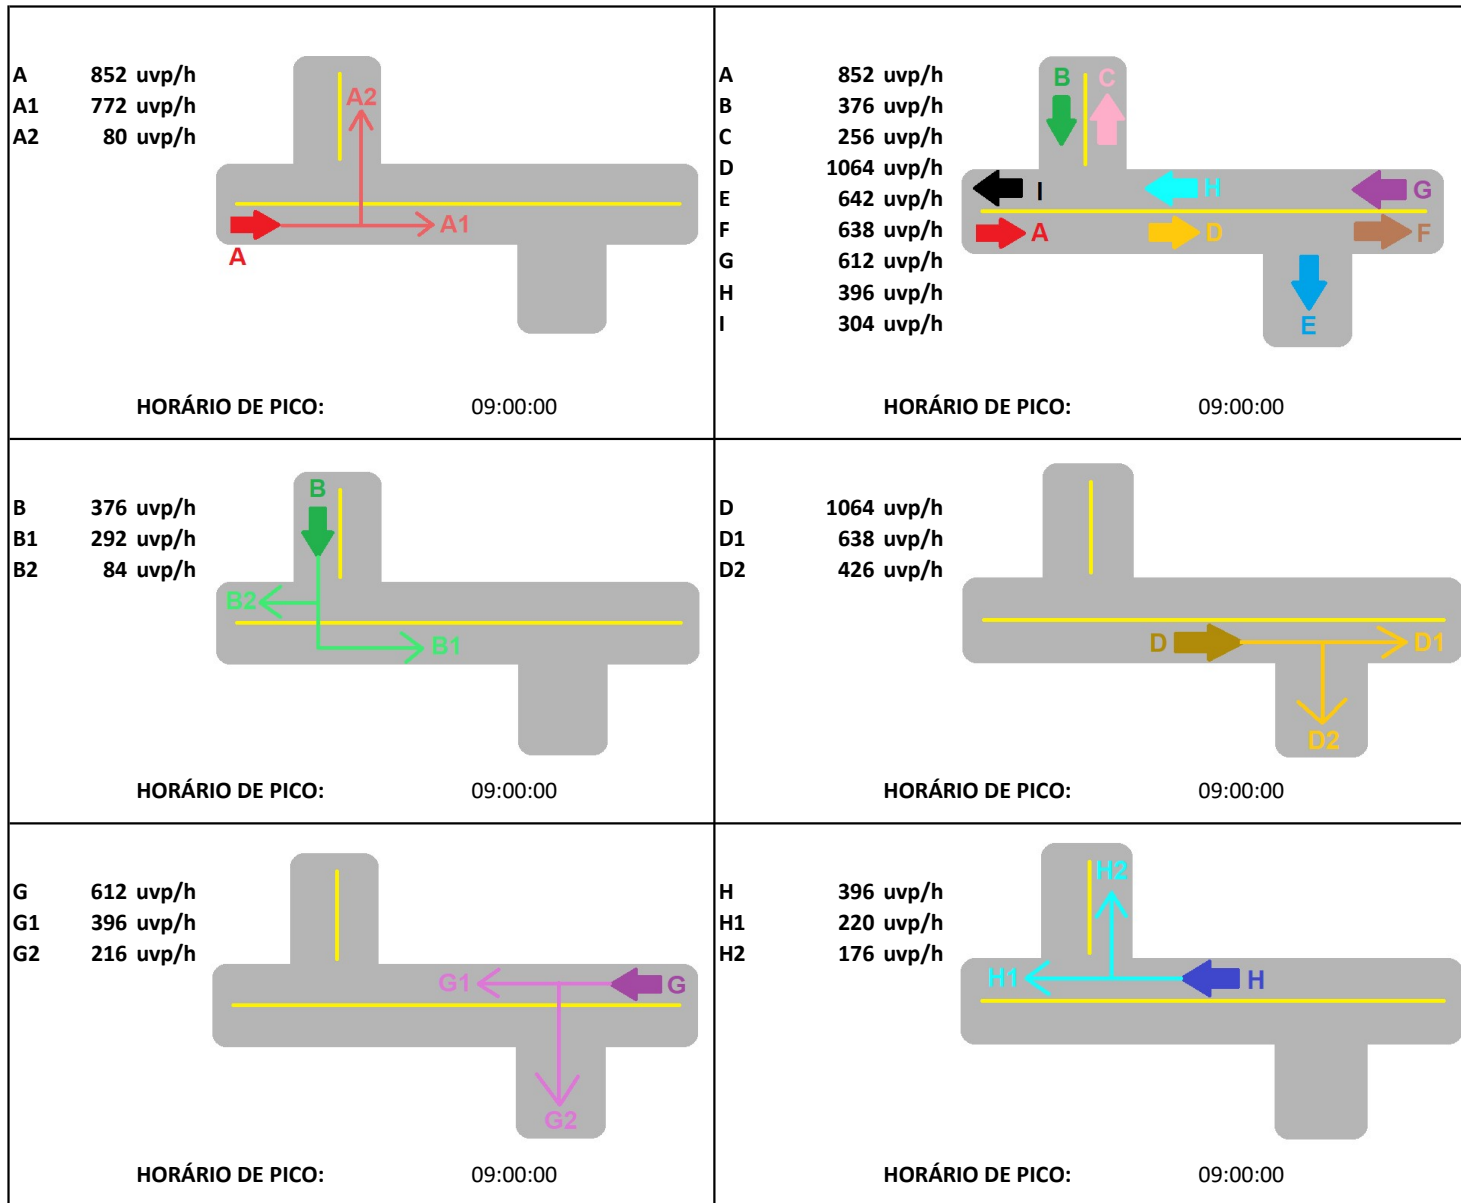 A 852 uvp/h
A1 772 uvp/h
A2 80 uvp/h
A2
A1
A
HORÁRIO DE PICO: 09:00:00
A 852 uvp/h
B 376 uvp/h
C 256 uvp/h
D 1064 uvp/h
E 642 uvp/h
F 638 uvp/h
G 612 uvp/h
H 396 uvp/h
I 304 uvp/h
B C
I H G
A D F
E
HORÁRIO DE PICO: 09:00:00
B 376 uvp/h
B1 292 uvp/h
B2 84 uvp/h
B
B2
B1
HORÁRIO DE PICO: 09:00:00
D 1064 uvp/h
D1 638 uvp/h
D2 426 uvp/h
D D1
D2
HORÁRIO DE PICO: 09:00:00
G 612 uvp/h
G1 396 uvp/h
G2 216 uvp/h
G1 G
G2
HORÁRIO DE PICO: 09:00:00
H 396 uvp/h
H1 220 uvp/h
H2 176 uvp/h
H2
H1 H
HORÁRIO DE PICO: 09:00:00